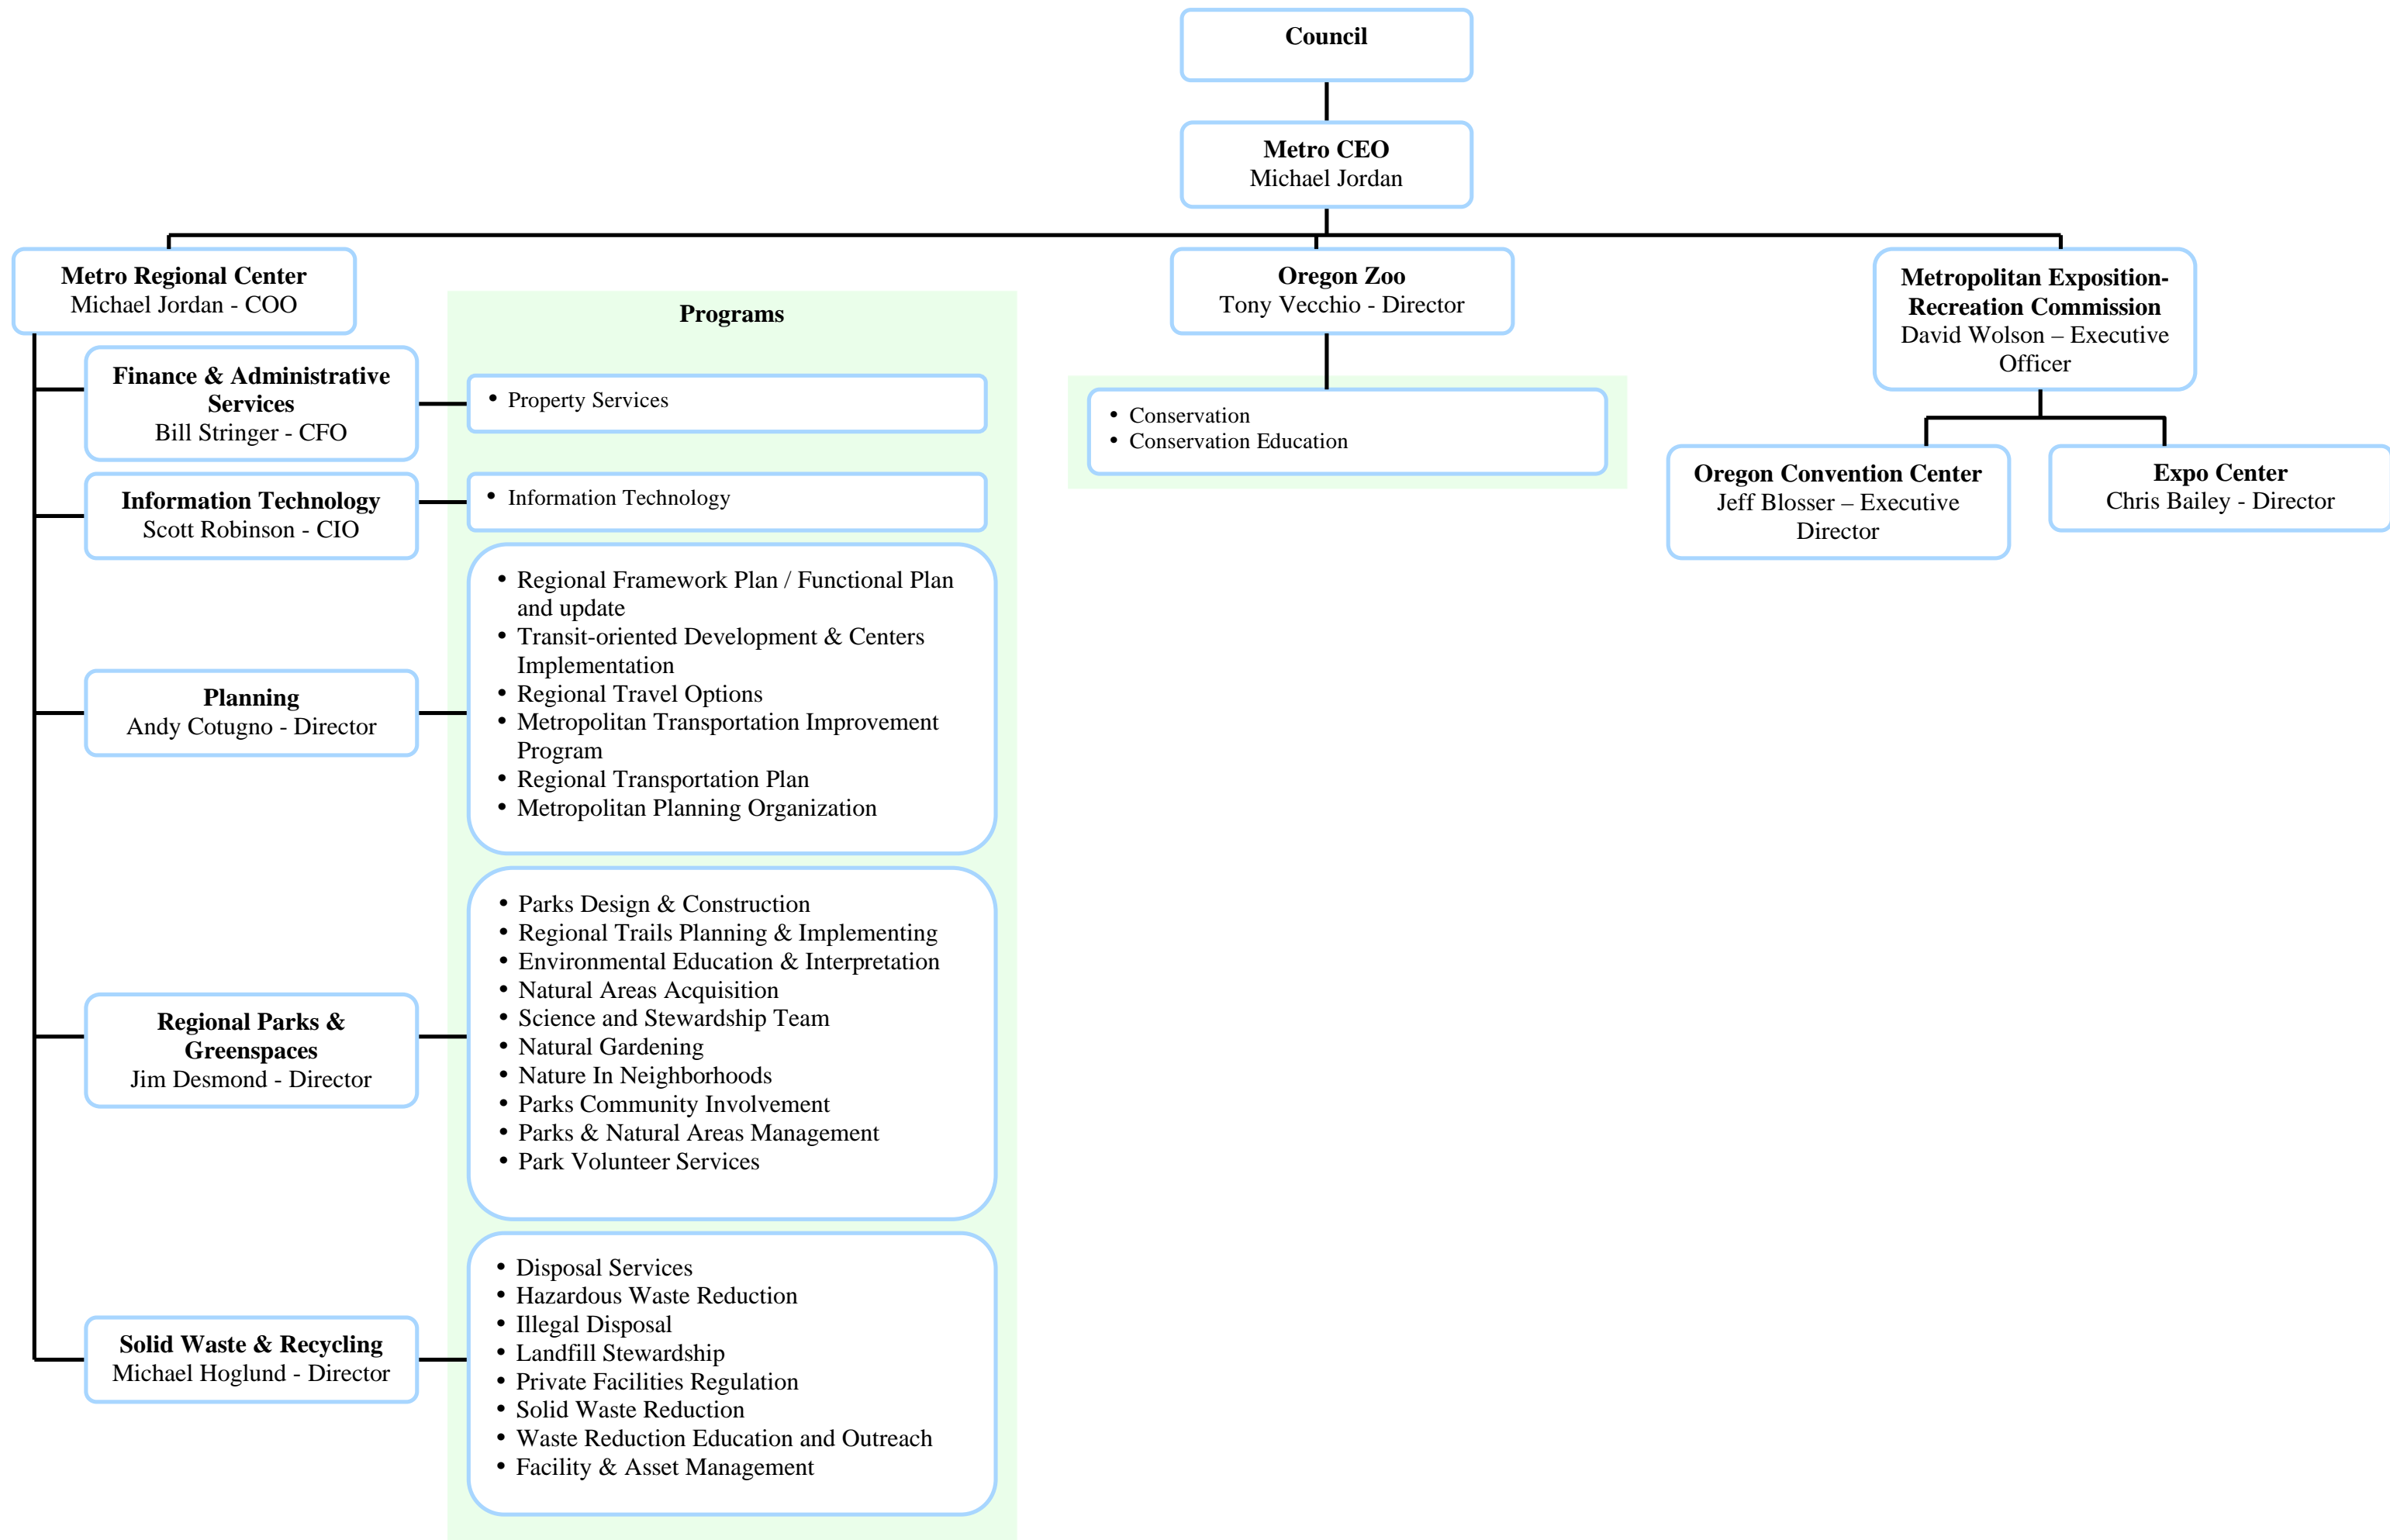 Council
Metro CEO
Michael Jordan
Metro Regional Center
Michael Jordan - COO
Oregon Zoo
Tony Vecchio - Director
Metropolitan Exposition-
Recreation Commission
David Wolson – Executive
Officer
Programs
Finance & Administrative
Services
Bill Stringer - CFO
• Property Services
• Conservation
• Conservation Education
Oregon Convention Center
Jeff Blosser – Executive
Director
Expo Center
Chris Bailey - Director
Information Technology
Scott Robinson - CIO
• Information Technology
Planning
Andy Cotugno - Director
• Regional Framework Plan / Functional Plan
and update
• Transit-oriented Development & Centers
Implementation
• Regional Travel Options
• Metropolitan Transportation Improvement
Program
• Regional Transportation Plan
• Metropolitan Planning Organization
Regional Parks &
Greenspaces
Jim Desmond - Director
• Parks Design & Construction
• Regional Trails Planning & Implementing
• Environmental Education & Interpretation
• Natural Areas Acquisition
• Science and Stewardship Team
• Natural Gardening
• Nature In Neighborhoods
• Parks Community Involvement
• Parks & Natural Areas Management
• Park Volunteer Services
Solid Waste & Recycling
Michael Hoglund - Director
• Disposal Services
• Hazardous Waste Reduction
• Illegal Disposal
• Landfill Stewardship
• Private Facilities Regulation
• Solid Waste Reduction
• Waste Reduction Education and Outreach
• Facility & Asset Management